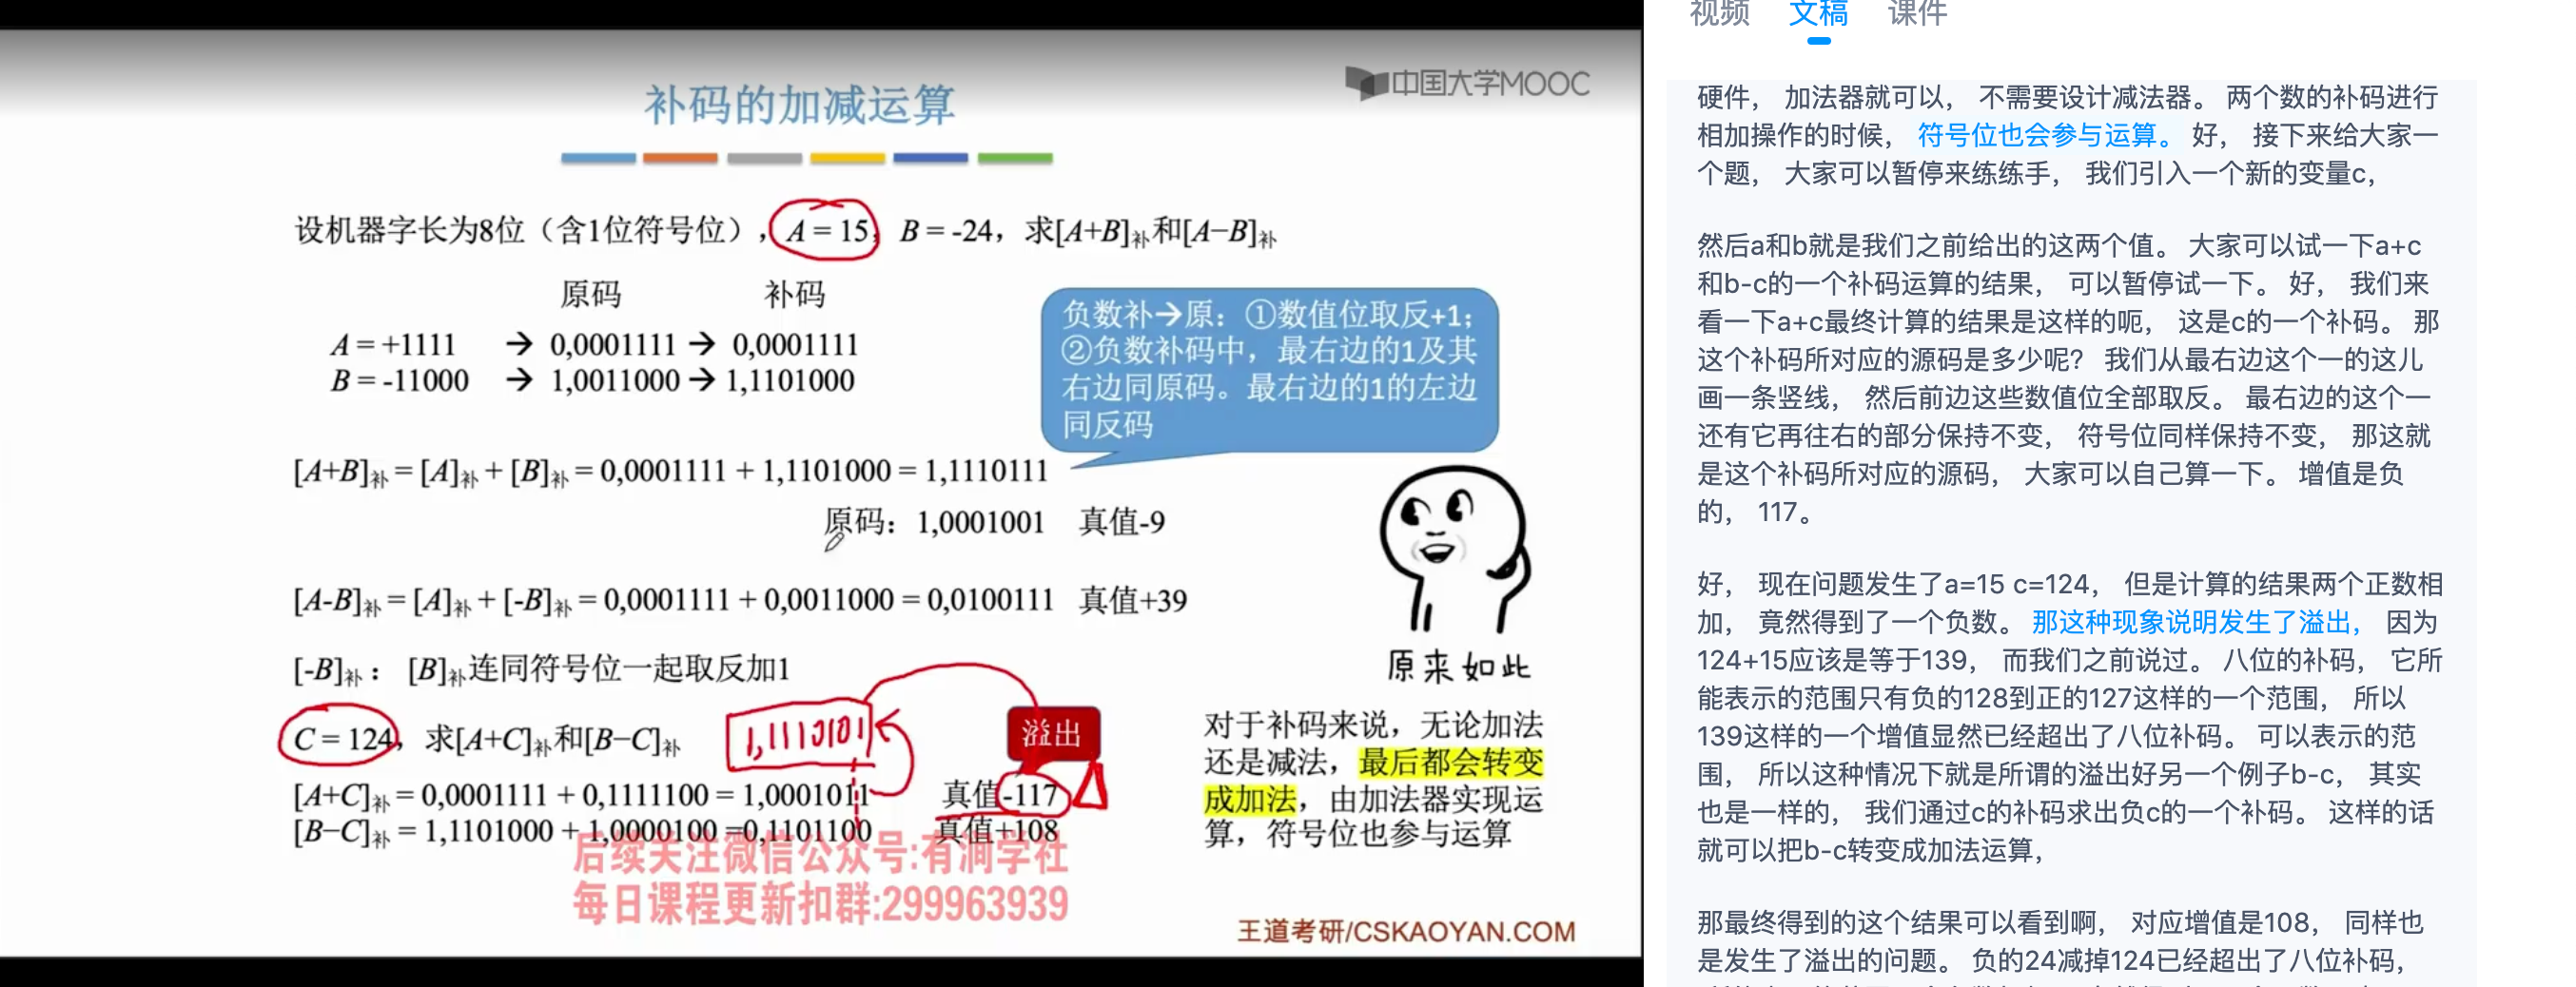 中国大学MOOC
补码的加减运算
设机器字长为8位（含1位符号位），A = 15，B = -24，求[A+B]补和[A−B]补
原码 补码
A = +1111 → 0,0001111 → 0,0001111
B = -11000 → 1,0011000 → 1,1101000
负数补→原：①数值位取反+1；
②负数补码中，最右边的1及其
右边同原码。最右边的1的左边
同反码
[A+B]补 = [A]补 + [B]补 = 0,0001111 + 1,1101000 = 1,1110111
原码：1,0001001 真值-9
[A-B]补 = [A]补 + [-B]补 = 0,0001111 + 0,0011000 = 0,0100111 真值+39
原来如此
[-B]补： [B]补连同符号位一起取反加1
C = 124，求[A+C]补和[B−C]补
1,1110101
溢出
[A+C]补 = 0,0001111 + 0,1111100 = 1,0001011 真值-117
[B−C]补 = 1,1101000 + 1,0000100 =0,1101100 真值+108
对于补码来说，无论加法
还是减法，最后都会转变
成加法，由加法器实现运
算，符号位也参与运算
后续关注微信公众号:有涧学社
每日课程更新扣群:299963939
王道考研/CSKAOYAN.COM
视频 文稿 课件
硬件， 加法器就可以， 不需要设计减法器。 两个数的补码进行
相加操作的时候， 符号位也会参与运算。 好， 接下来给大家一
个题， 大家可以暂停来练练手， 我们引入一个新的变量c，
然后a和b就是我们之前给出的这两个值。 大家可以试一下a+c
和b-c的一个补码运算的结果， 可以暂停试一下。 好， 我们来
看一下a+c最终计算的结果是这样的呃， 这是c的一个补码。 那
这个补码所对应的源码是多少呢？ 我们从最右边这个一的这儿
画一条竖线， 然后前边这些数值位全部取反。 最右边的这个一
还有它再往右的部分保持不变， 符号位同样保持不变， 那这就
是这个补码所对应的源码， 大家可以自己算一下。 增值是负
的， 117。
好， 现在问题发生了a=15 c=124， 但是计算的结果两个正数相
加， 竟然得到了一个负数。 那这种现象说明发生了溢出， 因为
124+15应该是等于139， 而我们之前说过。 八位的补码， 它所
能表示的范围只有负的128到正的127这样的一个范围， 所以
139这样的一个增值显然已经超出了八位补码。 可以表示的范
围， 所以这种情况下就是所谓的溢出好另一个例子b-c， 其实
也是一样的， 我们通过c的补码求出负c的一个补码。 这样的话
就可以把b-c转变成加法运算，
那最终得到的这个结果可以看到啊， 对应增值是108， 同样也
是发生了溢出的问题。 负的24减掉124已经超出了八位补码，